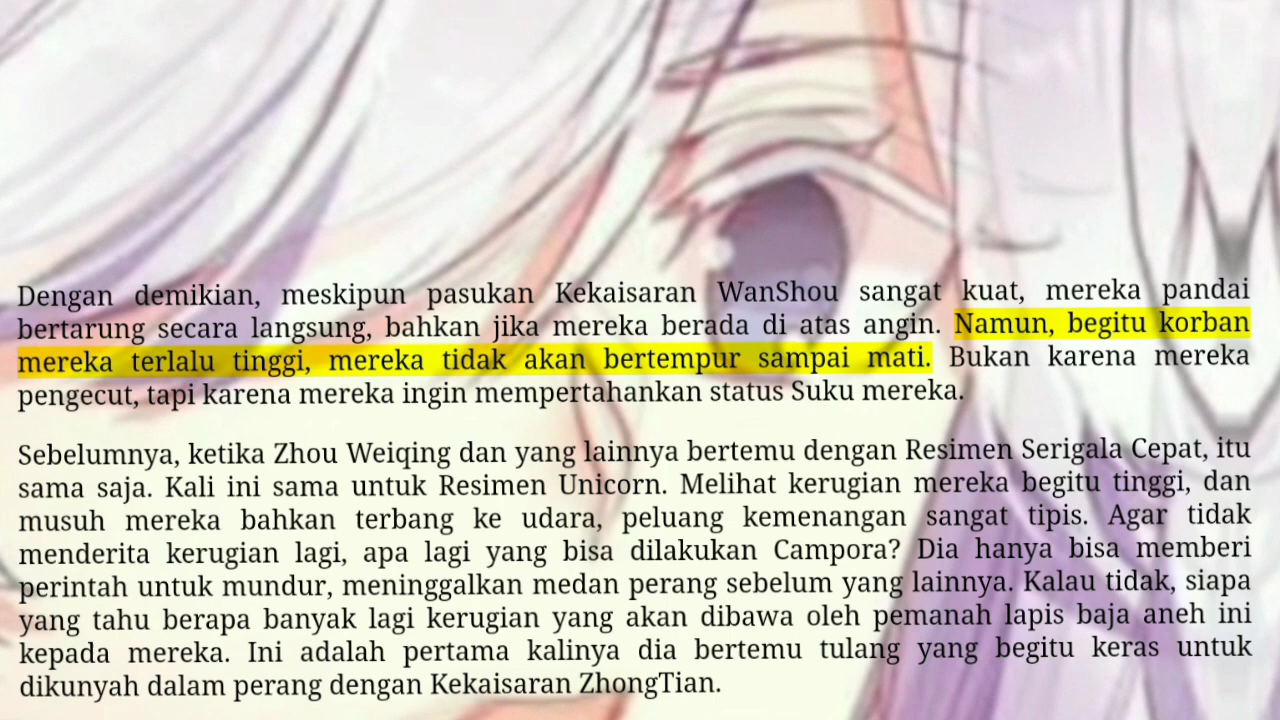 Dengan demikian, meskipun pasukan Kekaisaran WanShou sangat kuat, mereka pandai
bertarung secara langsung, bahkan jika mereka berada di atas angin. Namun, begitu korban
mereka terlalu tinggi, mereka tidak akan bertempur sampai mati. Bukan karena mereka
pengecut, tapi karena mereka ingin mempertahankan status Suku mereka.
Sebelumnya, ketika Zhou Weiqing dan yang lainnya bertemu dengan Resimen Serigala Cepat, itu
sama saja. Kali ini sama untuk Resimen Unicorn. Melihat kerugian mereka begitu tinggi, dan
musuh mereka bahkan terbang ke udara, peluang kemenangan sangat tipis. Agar tidak
menderita kerugian lagi, apa lagi yang bisa dilakukan Campora? Dia hanya bisa memberi
perintah untuk mundur, meninggalkan medan perang sebelum yang lainnya. Kalau tidak, siapa
yang tahu berapa banyak lagi kerugian yang akan dibawa oleh pemanah lapis baja aneh ini
kepada mereka. Ini adalah pertama kalinya dia bertemu tulang yang begitu keras untuk
dikunyah dalam perang dengan Kekaisaran ZhongTian.